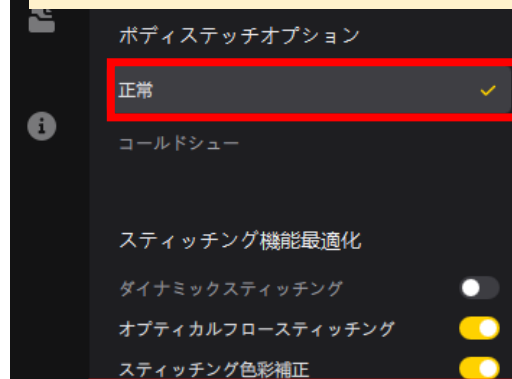 ボディステッチオプション
正常
コールドシュー
スティッチング機能最適化
ダイナミックスティッチング
オプティカルフロースティッチング
スティッチング色彩補正